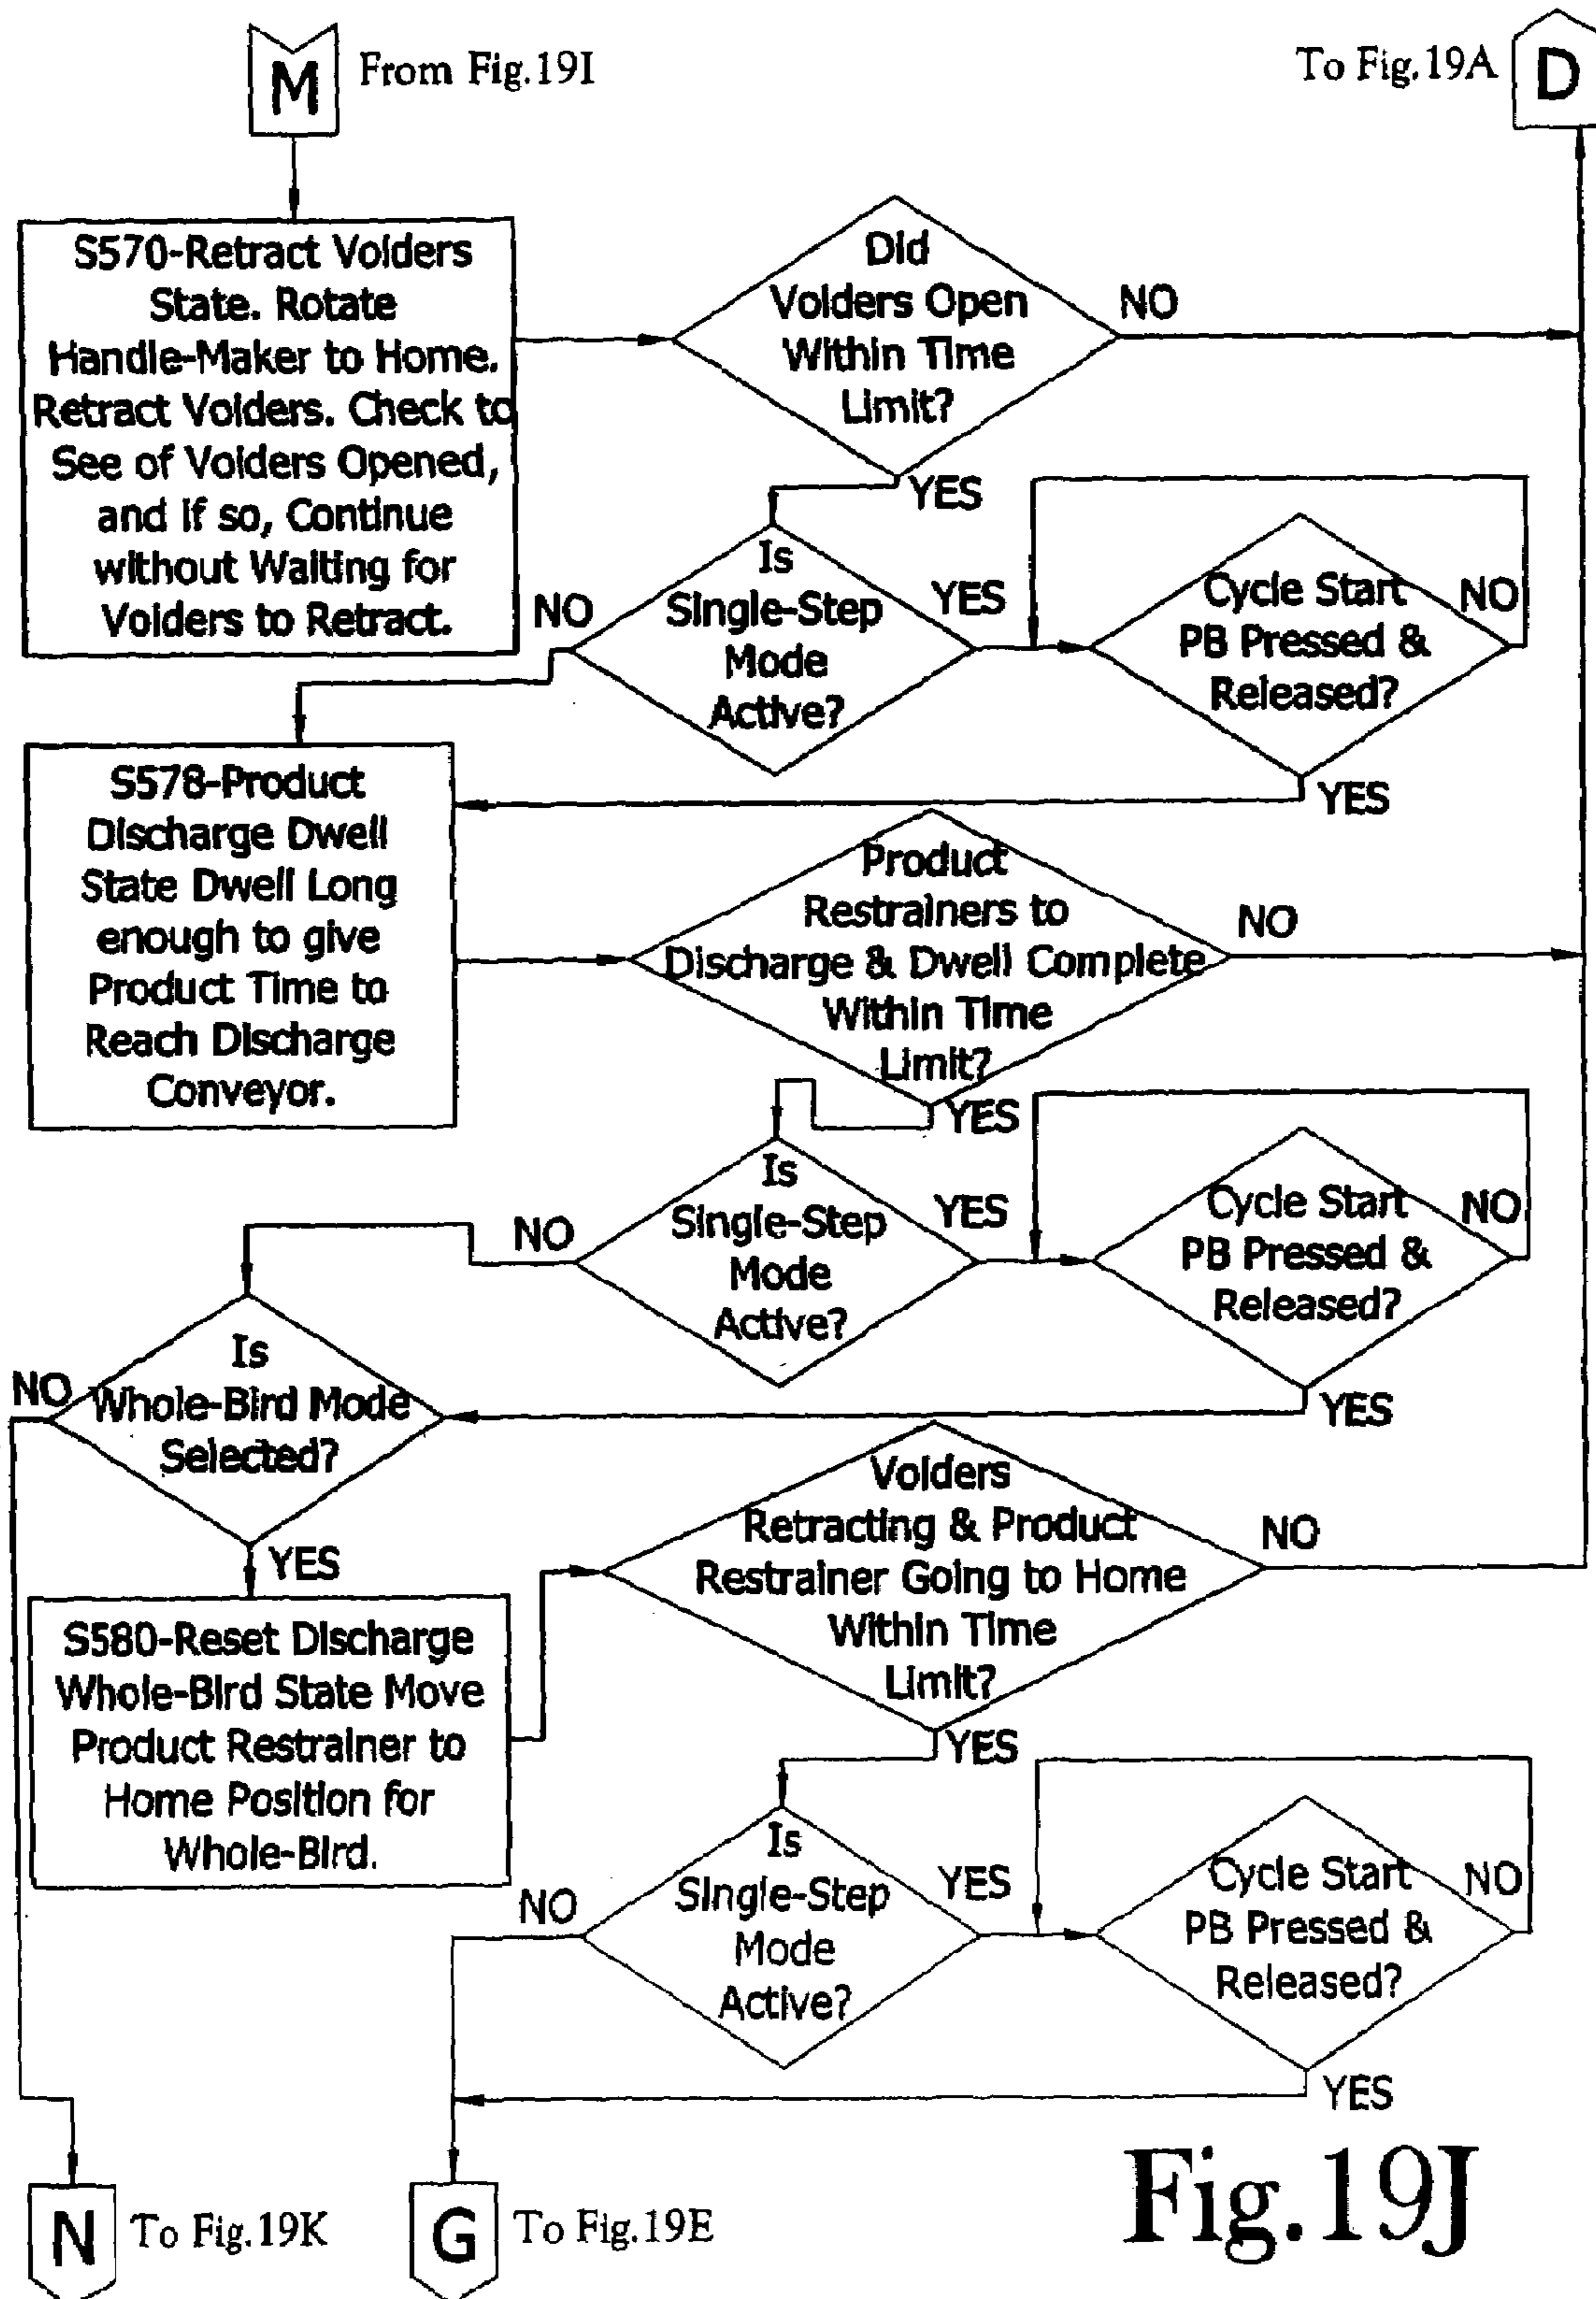 M From Fig.19I
To Fig.19A D
S570-Retract Voiders
State. Rotate
Handle-Maker to Home.
Retract Voiders. Check to
See of Voiders Opened,
and if so, Continue
without Waiting for
Voiders to Retract.
Did
Voiders Open
Within Time
Limit?
NO
YES
Is
Single-Step
Mode
Active?
NO
YES
Cycle Start
PB Pressed &
Released?
NO
YES
S578-Product
Discharge Dwell
State Dwell Long
enough to give
Product Time to
Reach Discharge
Conveyor.
Product
Restrainers to
Discharge & Dwell Complete
Within Time
Limit?
NO
YES
Is
Single-Step
Mode
Active?
NO
YES
Cycle Start
PB Pressed &
Released?
NO
YES
Is
Whole-Bird Mode
Selected?
NO
YES
S580-Reset Discharge
Whole-Bird State Move
Product Restrainer to
Home Position for
Whole-Bird.
Voiders
Retracting & Product
Restrainer Going to Home
Within Time
Limit?
NO
YES
Is
Single-Step
Mode
Active?
NO
YES
Cycle Start
PB Pressed &
Released?
NO
YES
N To Fig.19K
G To Fig.19E
Fig.19J